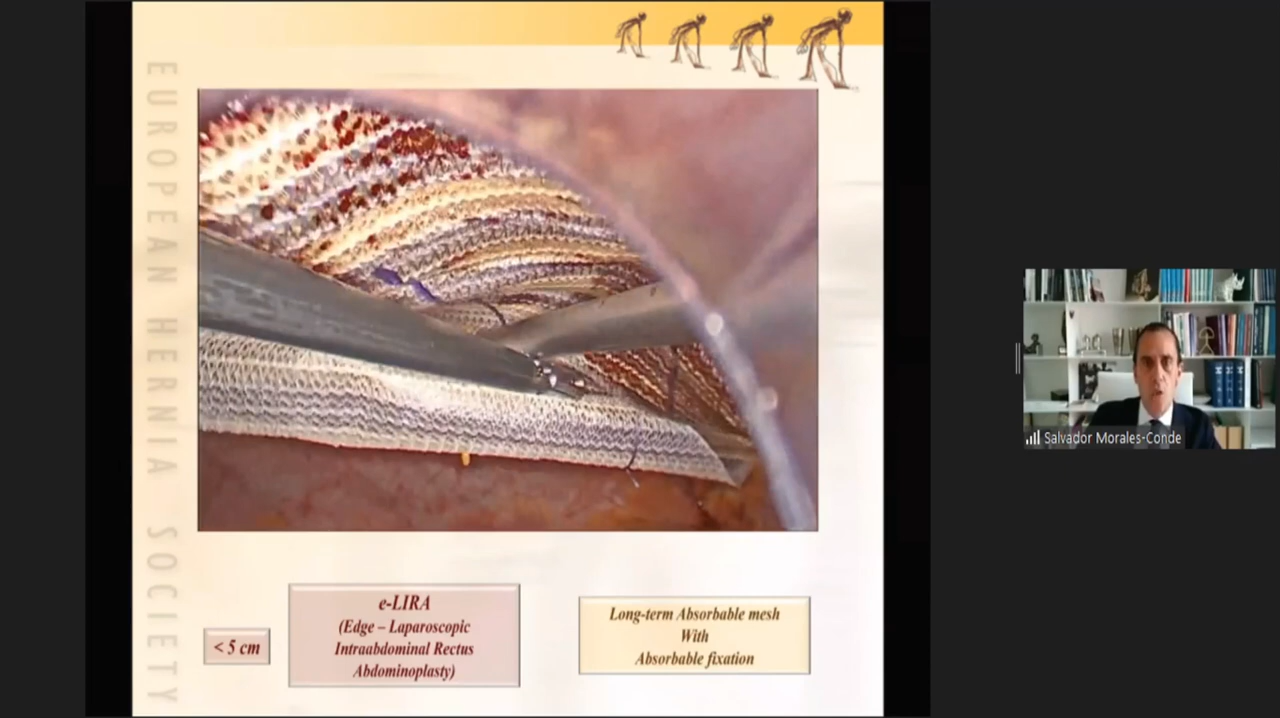 EUROPEAN HERNIA SOCIETY
< 5 cm
e-LIRA
(Edge – Laparoscopic
Intraabdominal Rectus
Abdominoplasty)
Long-term Absorbable mesh
With
Absorbable fixation
Salvador Morales-Conde